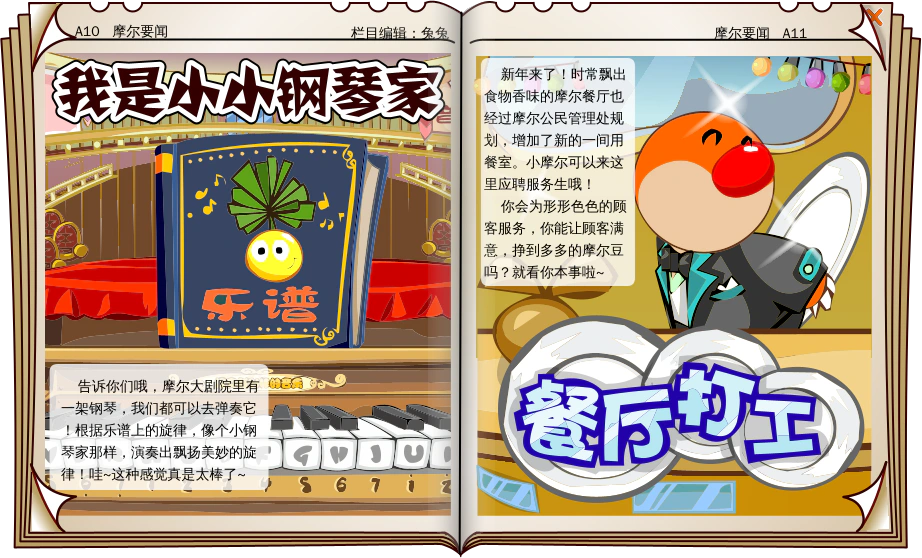 A10 摩尔要闻
栏目编辑：兔兔
我是小小钢琴家
乐谱
告诉你们哦，摩尔大剧院里有
一架钢琴，我们都可以去弹奏它
！根据乐谱上的旋律，像个小钢
琴家那样，演奏出飘扬美妙的旋
律！哇~这种感觉真是太棒了~
G H J U
5 6 7 i
摩尔要闻 A11
新年来了！时常飘出
食物香味的摩尔餐厅也
经过摩尔公民管理处规
划，增加了新的一间用
餐室。小摩尔可以来这
里应聘服务生哦！
你会为形形色色的顾
客服务，你能让顾客满
意，挣到多多的摩尔豆
吗？就看你本事啦~
餐厅打工